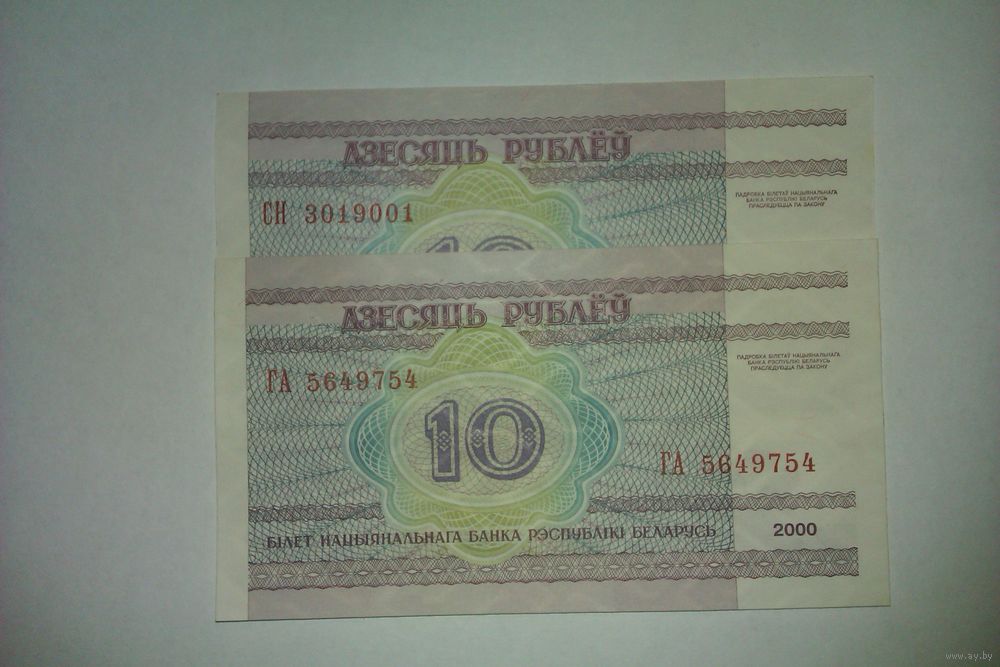 ДЗЕСЯЦЬ РУБЛЁЎ
ПАДРОБКА БІЛЕТАЎ НАЦЫЯНАЛЬНАГА
БАНКА РЭСПУБЛІКІ БЕЛАРУСЬ
ПРАСЛЕДУЕЦЦА ПА ЗАКОНУ
СН 3019001
10
ДЗЕСЯЦЬ РУБЛЁЎ
ПАДРОБКА БІЛЕТАЎ НАЦЫЯНАЛЬНАГА
БАНКА РЭСПУБЛІКІ БЕЛАРУСЬ
ПРАСЛЕДУЕЦЦА ПА ЗАКОНУ
ГА 5649754
10
ГА 5649754
БІЛЕТ НАЦЫЯНАЛЬНАГА БАНКА РЭСПУБЛІКІ БЕЛАРУСЬ
2000
www.ay.by